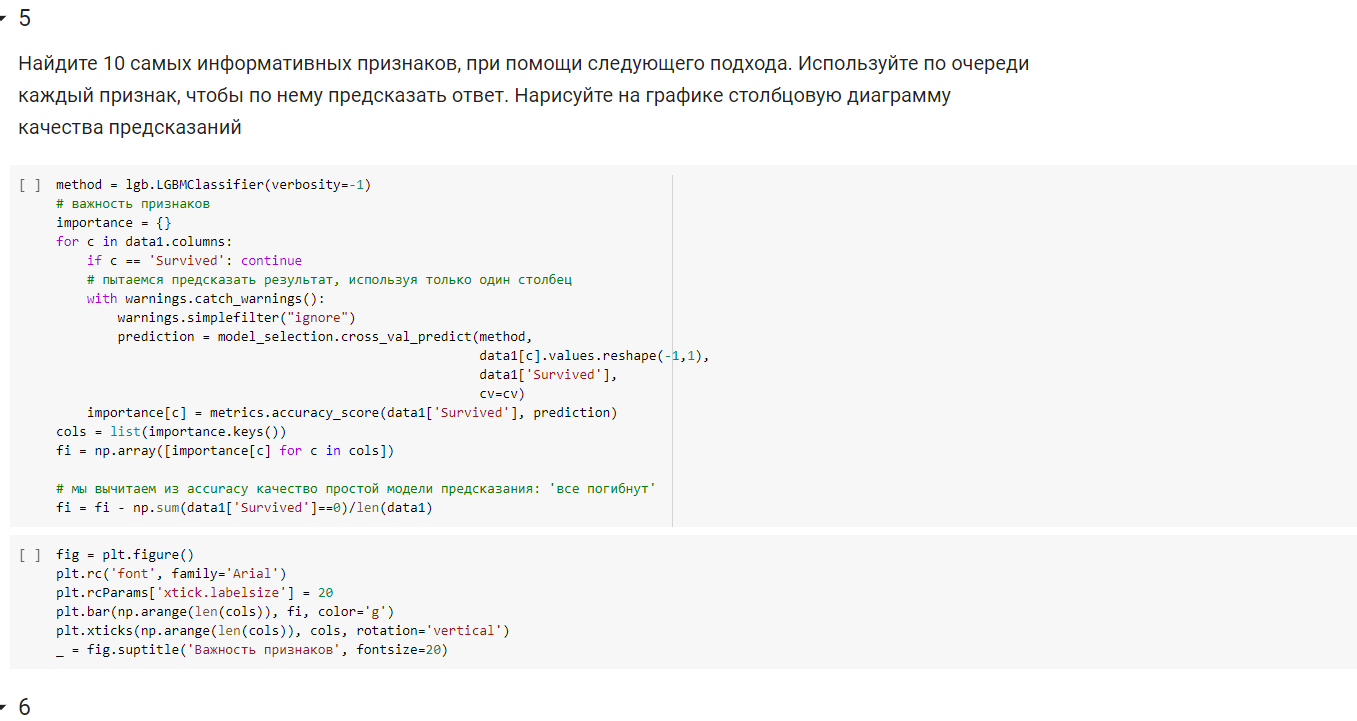 5
Найдите 10 самых информативных признаков, при помощи следующего подхода. Используйте по очереди
каждый признак, чтобы по нему предсказать ответ. Нарисуйте на графике столбцовую диаграмму
качества предсказаний
[ ] method = lgb.LGBMClassifier(verbosity=-1)
# важность признаков
importance = {}
for c in data1.columns:
    if c == 'Survived': continue
    # пытаемся предсказать результат, используя только один столбец
    with warnings.catch_warnings():
        warnings.simplefilter("ignore")
        prediction = model_selection.cross_val_predict(method,
                                                       data1[c].values.reshape(-1,1),
                                                       data1['Survived'],
                                                       cv=cv)
    importance[c] = metrics.accuracy_score(data1['Survived'], prediction)
cols = list(importance.keys())
fi = np.array([importance[c] for c in cols])
# мы вычитаем из accuracy качество простой модели предсказания: 'все погибнут'
fi = fi - np.sum(data1['Survived']==0)/len(data1)
[ ] fig = plt.figure()
plt.rc('font', family='Arial')
plt.rcParams['xtick.labelsize'] = 20
plt.bar(np.arange(len(cols)), fi, color='g')
plt.xticks(np.arange(len(cols)), cols, rotation='vertical')
_ = fig.suptitle('Важность признаков', fontsize=20)
6